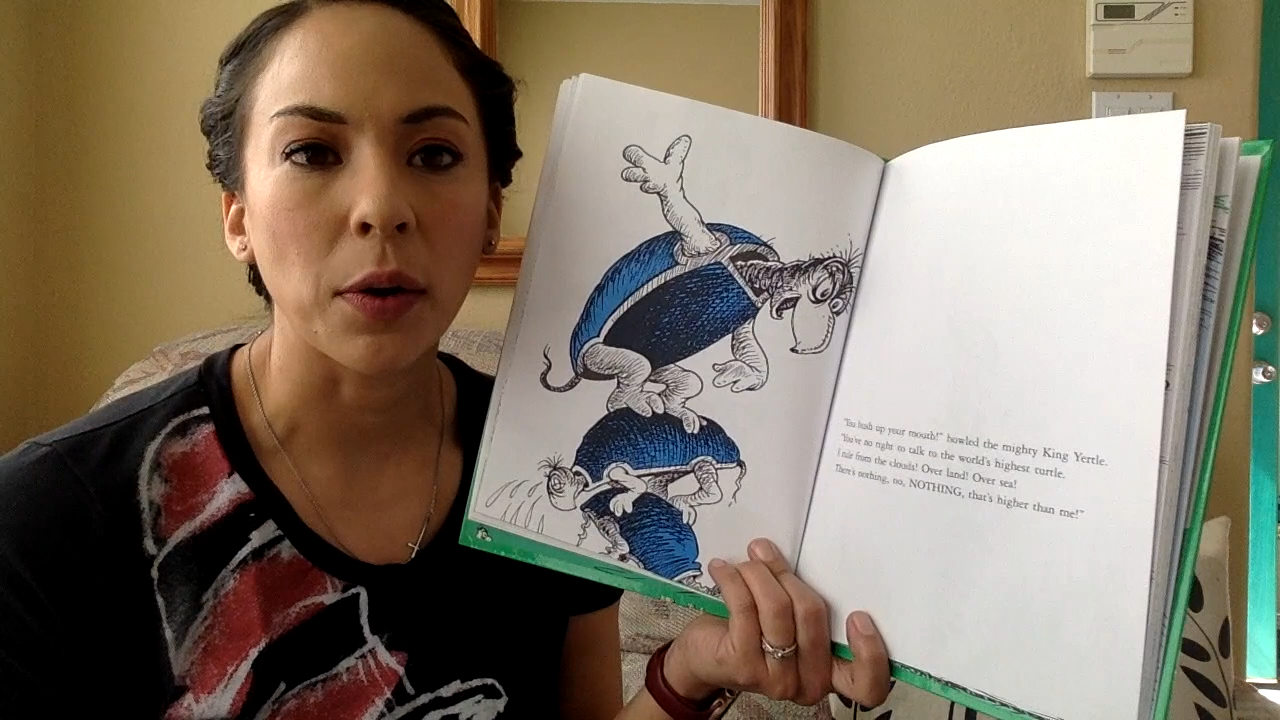 "You hush up your mouth!" howled the mighty King Yertle.
"You've no right to talk to the world's highest turtle.
I rule from the clouds! Over land! Over sea!
There's nothing, no, NOTHING, that's higher than me!"